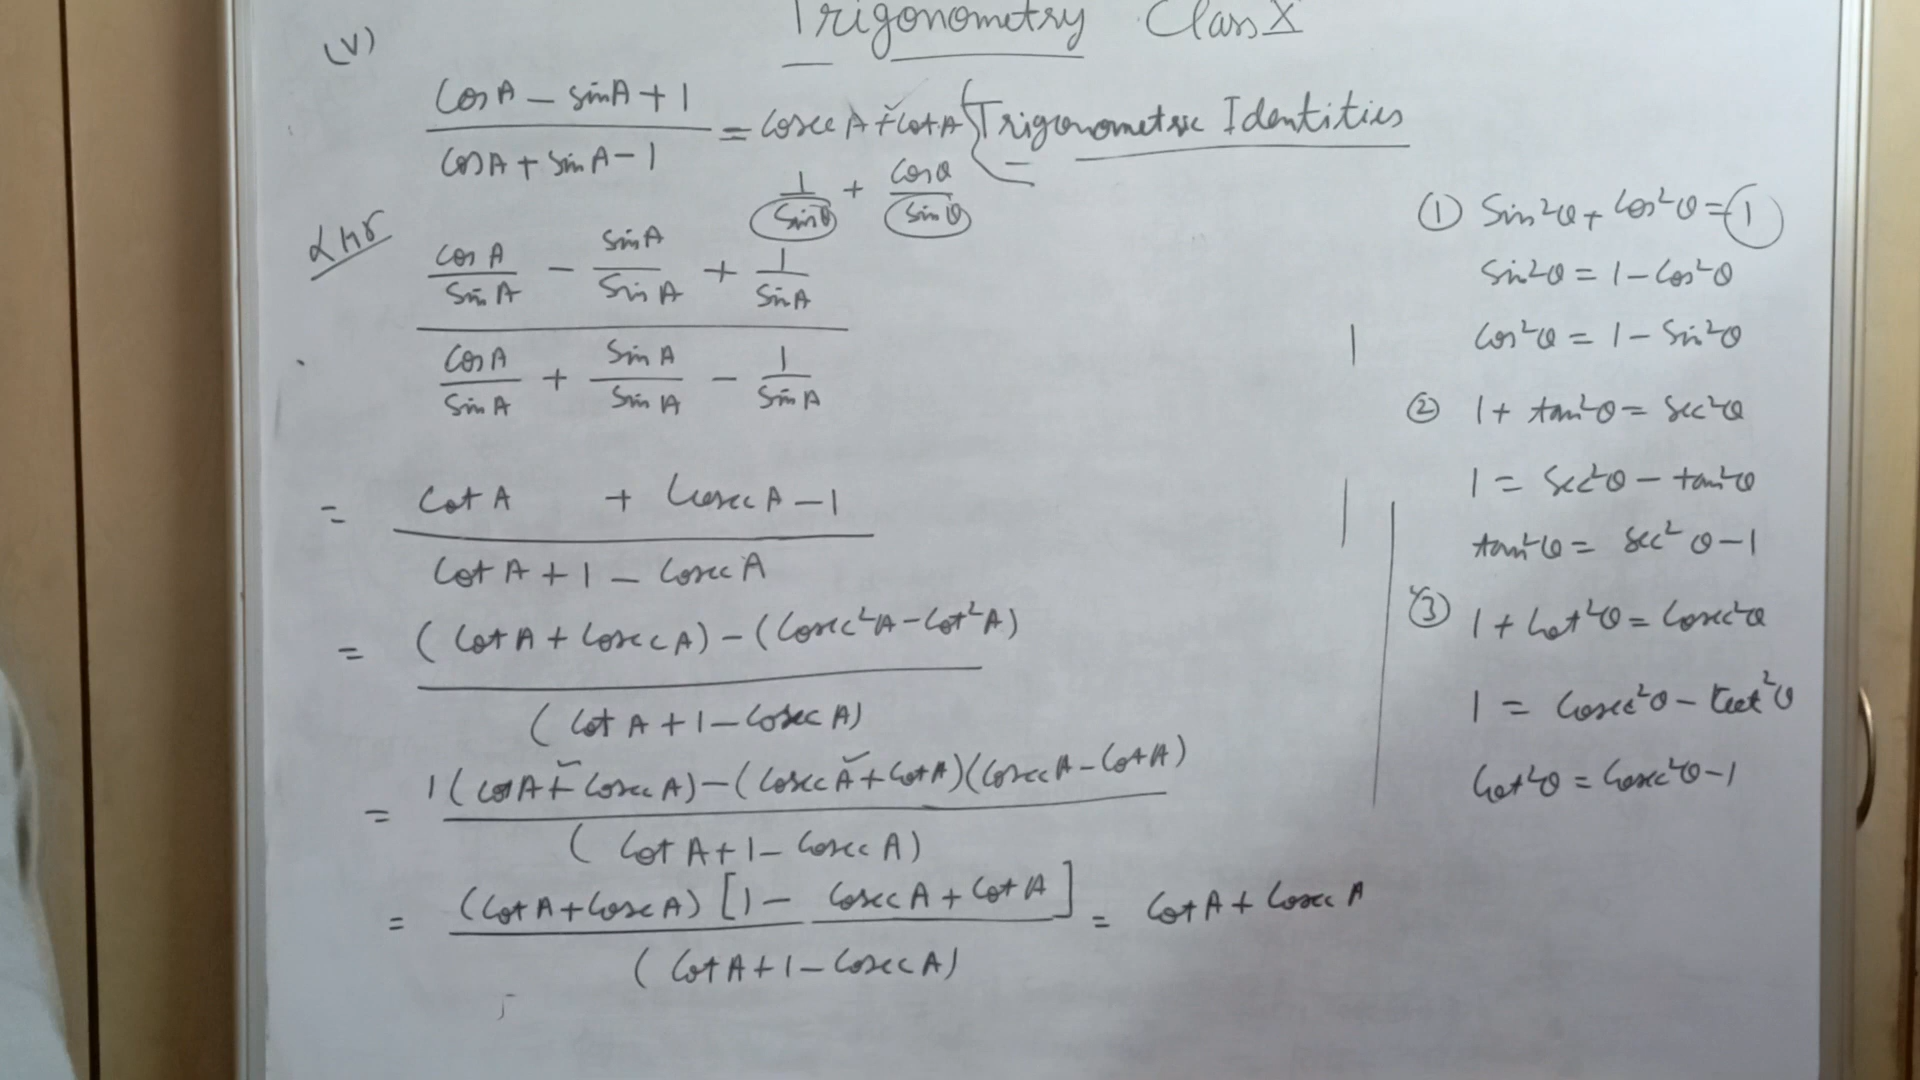 Trigonometry Class X
(V)
cos A - sin A + 1 / cos A + sin A - 1 = cosec A + cot A { Trigonometric Identities
1/sinθ + cosθ/sinθ
LHS
cos A/sin A - sin A/sin A + 1/sin A
cos A/sin A + sin A/sin A - 1/sin A
= cot A + cosec A - 1
cot A + 1 - cosec A
= (cot A + cosec A) - (cosec²A - cot²A)
(cot A + 1 - cosec A)
= 1(cot A + cosec A) - (cosec A + cot A)(cosec A - cot A)
(cot A + 1 - cosec A)
= (cot A + cosec A) [1 - cosec A + cot A] = cot A + cosec A
(cot A + 1 - cosec A)
① sin²θ + cos²θ = 1
sin²θ = 1 - cos²θ
cos²θ = 1 - sin²θ
② 1 + tan²θ = sec²θ
1 = sec²θ - tan²θ
tan²θ = sec²θ - 1
③ 1 + cot²θ = cosec²θ
1 = cosec²θ - cot²θ
cot²θ = cosec²θ - 1